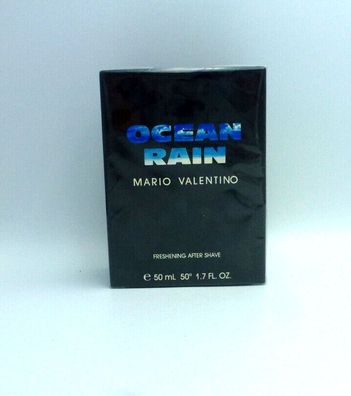 OCEAN
RAIN
MARIO VALENTINO
FRESHENING AFTER SHAVE
e 50 mL 50° 1.7 FL. OZ.